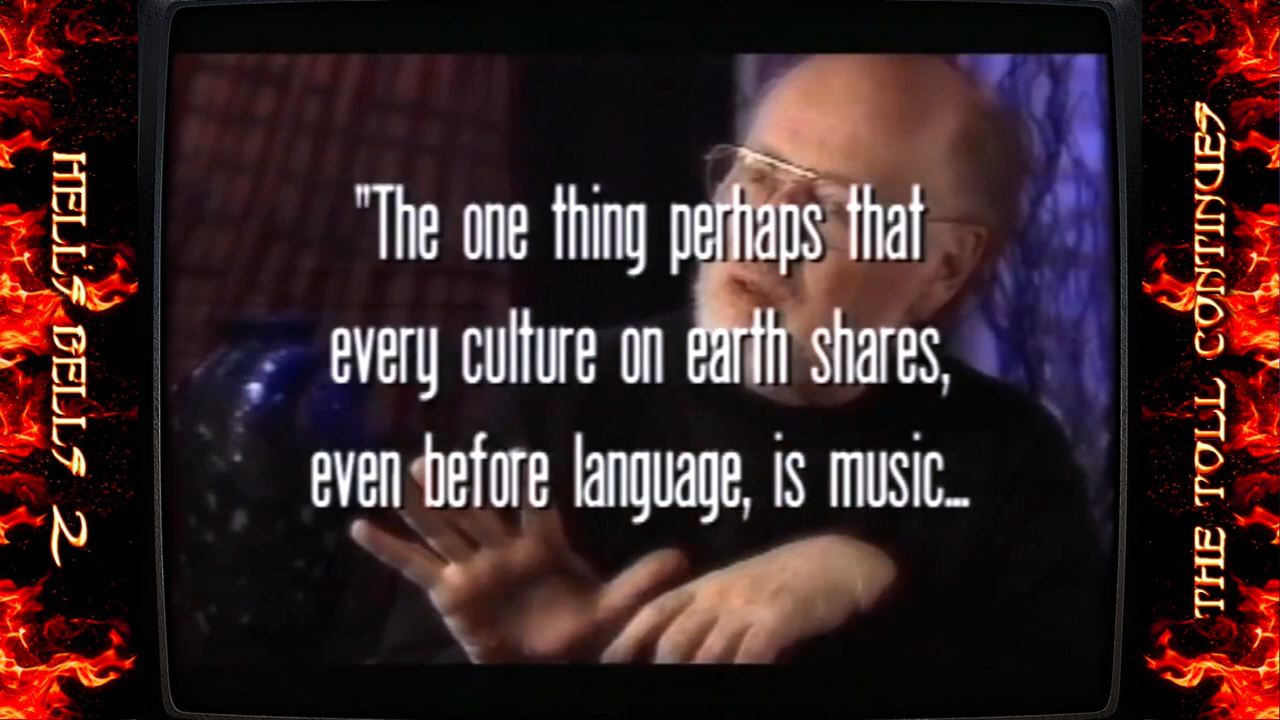 HELL'S BELLS 2
"The one thing perhaps that
every culture on earth shares,
even before language, is music...
THE TOLL CONTINUES